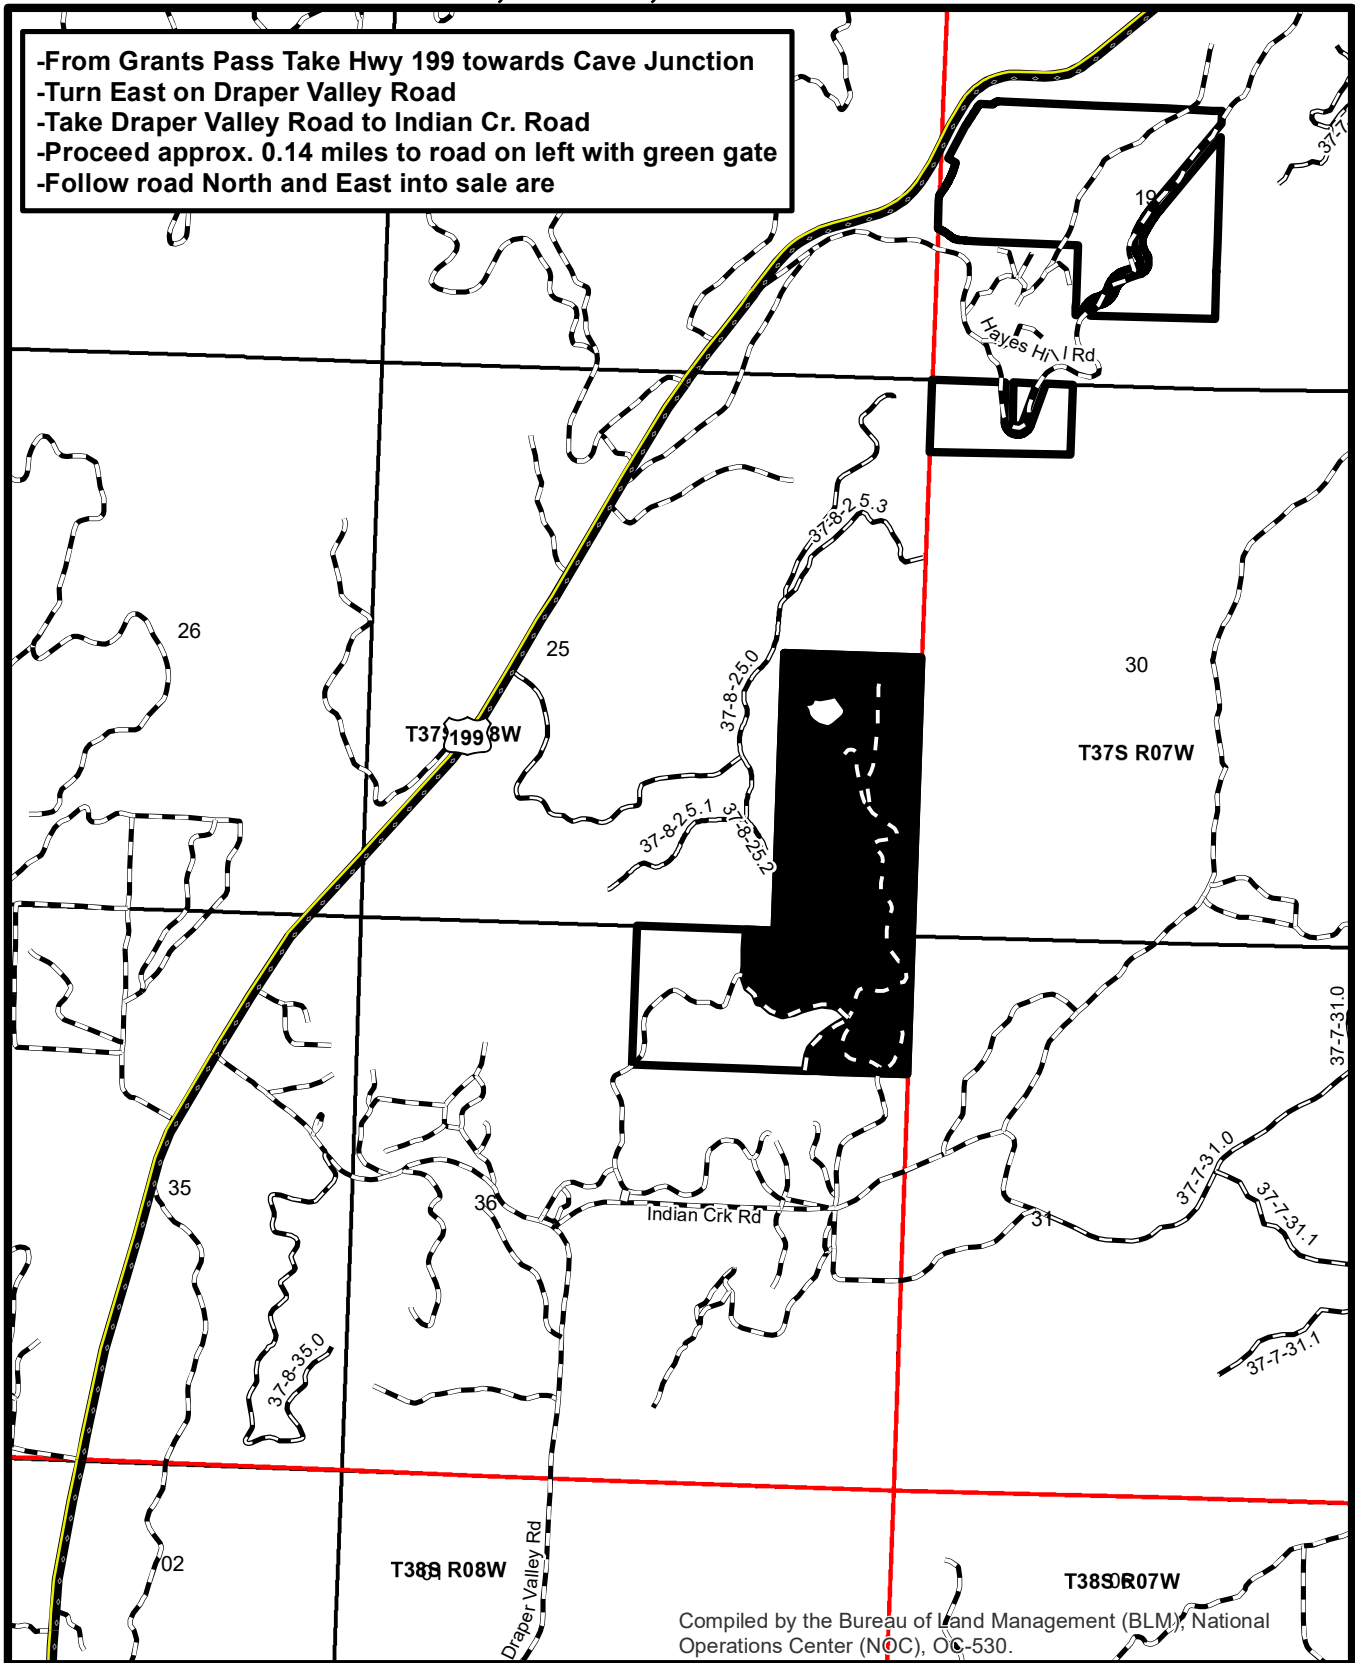 -From Grants Pass Take Hwy 199 towards Cave Junction
-Turn East on Draper Valley Road
-Take Draper Valley Road to Indian Cr. Road
-Proceed approx. 0.14 miles to road on left with green gate
-Follow road North and East into sale are
37-7-
19
Hayes Hill Rd
37-8-25.3
26
25
30
37-8-25.0
T37S
8W
199
T37S R07W
37-8-25.1
37-8-25.2
37-7-31.0
37-7-31.0
35
36
Indian Crk Rd
31
37-7-31.1
37-7-31.1
37-8-35.0
Draper Valley Rd
02
T38S R08W
01
T38S R07W
06
Compiled by the Bureau of Land Management (BLM), National
Operations Center (NOC), OC-530.